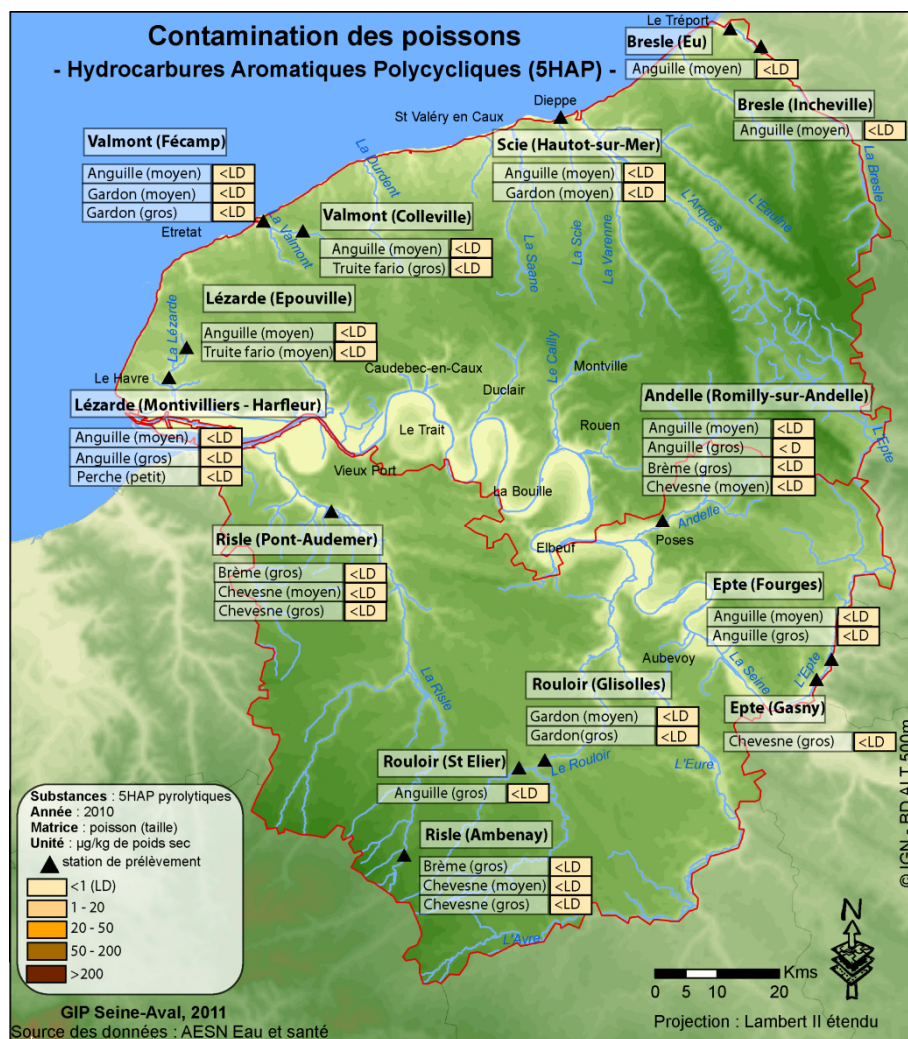 Contamination des poissons
- Hydrocarbures Aromatiques Polycycliques (5HAP) -
Le Tréport
Bresle (Eu)
Anguille (moyen) <LD
Bresle (Incheville)
Anguille (moyen) <LD
La Bresle
Dieppe
St Valéry en Caux
Scie (Hautot-sur-Mer)
Anguille (moyen) <LD
Gardon (moyen) <LD
Valmont (Fécamp)
Anguille (moyen) <LD
Gardon (moyen) <LD
Gardon (gros) <LD
La Durdent
L'Arques
L'Eaulne
Etretat
La Valmont
Valmont (Colleville)
Anguille (moyen) <LD
Truite fario (gros) <LD
La Saane
La Scie
La Varenne
Lézarde (Epouville)
Anguille (moyen) <LD
Truite fario (moyen) <LD
La Lézarde
Le Havre
Caudebec-en-Caux
Duclair
Le Cailly
Montville
Lézarde (Montivilliers - Harfleur)
Anguille (moyen) <LD
Anguille (gros) <LD
Perche (petit) <LD
Le Trait
Rouen
Vieux Port
La Bouille
Andelle (Romilly-sur-Andelle)
Anguille (moyen) <LD
Anguille (gros) < D
Brème (gros) <LD
Chevesne (moyen) <LD
L'Epte
Andelle
Poses
Elbeuf
Risle (Pont-Audemer)
Brème (gros) <LD
Chevesne (moyen) <LD
Chevesne (gros) <LD
Epte (Fourges)
Anguille (moyen) <LD
Anguille (gros) <LD
Aubevoy
La Seine
L'Epte
La Risle
Rouloir (Glisolles)
Gardon (moyen) <LD
Gardon(gros) <LD
Epte (Gasny)
Chevesne (gros) <LD
Rouloir (St Elier)
Anguille (gros) <LD
Le Rouloir
L'Eure
Risle (Ambenay)
Brème (gros) <LD
Chevesne (moyen) <LD
Chevesne (gros) <LD
L'Avre
Substances : 5HAP pyrolytiques
Année : 2010
Matrice : poisson (taille)
Unité : µg/kg de poids sec
station de prélèvement
<1 (LD)
1 - 20
20 - 50
50 - 200
>200
GIP Seine-Aval, 2011
Source des données : AESN Eau et santé
N
Kms
0 5 10 20
Projection : Lambert II étendu
© IGN - BD ALT 500m